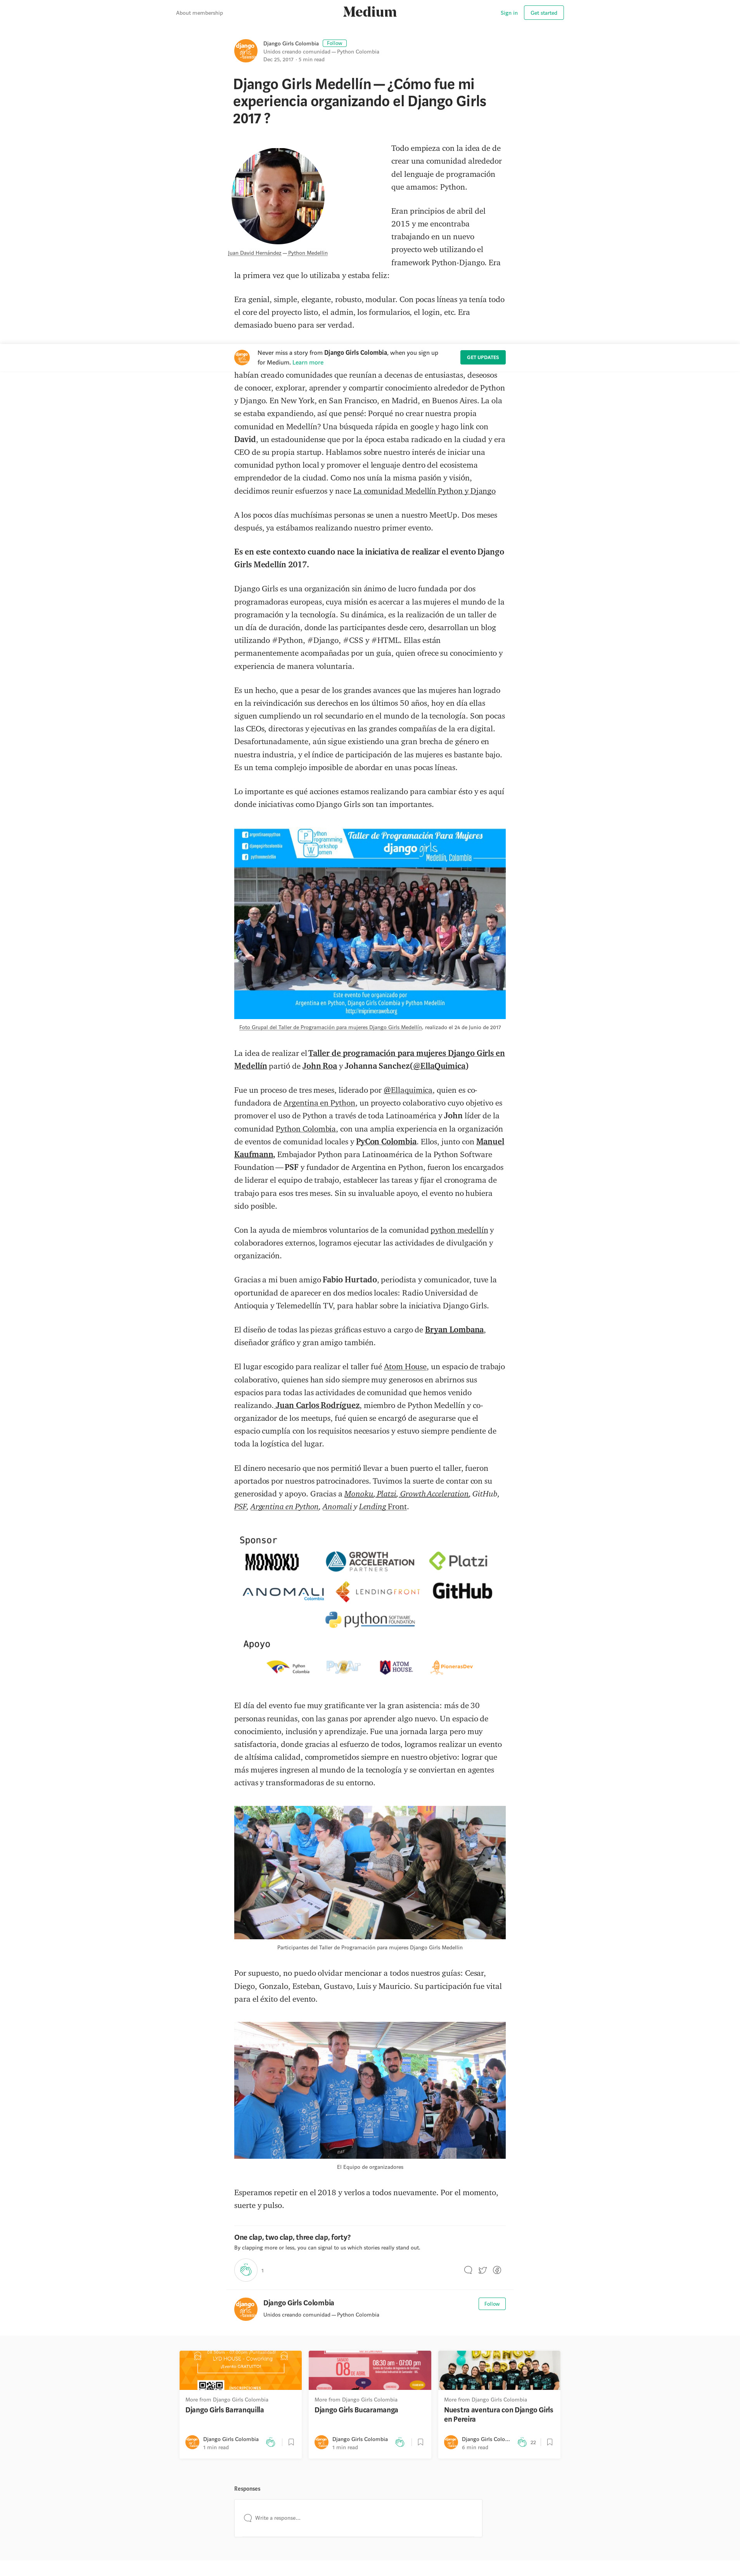 About membership
Medium
Sign in
Get started
Django Girls Colombia Follow
Unidos creando comunidad — Python Colombia
Dec 25, 2017 · 3 min read
Django Girls Medellín — ¿Cómo fue mi
experiencia organizando el Django Girls
2017 ?
Todo empieza con la idea de de
crear una comunidad alrededor
del lenguaje de programación
que amamos: Python.
Eran principios de abril del
2015 y me encontraba
trabajando en un nuevo
proyecto web utilizando el
framework Python-Django. Era
Juan David Hernández — Python Medellin
la primera vez que lo utilizaba y estaba feliz:
Era genial, simple, elegante, robusto, modular. Con pocas líneas ya tenía todo
el core del proyecto listo, el admin, los formularios, el login, etc. Era
demasiado bueno para ser verdad.
Never miss a story from Django Girls Colombia, when you sign up
for Medium. Learn more
GET UPDATES
habían creado comunidades que reunían a decenas de entusiastas, deseosos
de conocer, explorar, aprender y compartir conocimiento alrededor de Python
y Django. En New York, en San Francisco, en Madrid, en Buenos Aires. La ola
se estaba expandiendo, así que pensé: Porqué no crear nuestra propia
comunidad en Medellín? Una búsqueda rápida en google y hago link con
David, un estadounidense que por la época estaba radicado en la ciudad y era
CEO de su propia startup. Hablamos sobre nuestro interés de iniciar una
comunidad python local y promover el lenguaje dentro del ecosistema
emprendedor de la ciudad. Como nos unía la misma pasión y visión,
decidimos reunir esfuerzos y nace La comunidad Medellín Python y Django
A los pocos días muchísimas personas se unen a nuestro MeetUp. Dos meses
después, ya estábamos realizando nuestro primer evento.
Es en este contexto cuando nace la iniciativa de realizar el evento Django
Girls Medellín 2017.
Django Girls es una organización sin ánimo de lucro fundada por dos
programadoras europeas, cuya misión es acercar a las mujeres el mundo de la
programación y la tecnología. Su dinámica, es la realización de un taller de
un día de duración, donde las participantes desde cero, desarrollan un blog
utilizando #Python, #Django, #CSS y #HTML. Ellas están
permanentemente acompañadas por un guía, quien ofrece su conocimiento y
experiencia de manera voluntaria.
Es un hecho, que a pesar de los grandes avances que las mujeres han logrado
en la reivindicación sus derechos en los últimos 50 años, hoy en día ellas
siguen cumpliendo un rol secundario en el mundo de la tecnología. Son pocas
las CEOs, directoras y ejecutivas en las grandes compañías de la era digital.
Desafortunadamente, aún sigue existiendo una gran brecha de género en
nuestra industria, y el índice de participación de las mujeres es bastante bajo.
Es un tema complejo imposible de abordar en unas pocas líneas.
Lo importante es qué acciones estamos realizando para cambiar ésto y es aquí
donde iniciativas como Django Girls son tan importantes.
argentinaenpython
djangogirlscolombia
pythonmedellin
Python
Programming
Workshop
Women
Taller de Programación Para Mujeres
django girls
Medellín, Colombia
Este evento fue organizado por
Argentina en Python, Django Girls Colombia y Python Medellín
http://miprimeraweb.org
Foto Grupal del Taller de Programación para mujeres Django Girls Medellín, realizado el 24 de Junio de 2017
La idea de realizar el Taller de programación para mujeres Django Girls en
Medellín partió de John Roa y Johanna Sanchez(@EllaQuimica)
Fue un proceso de tres meses, liderado por @Ellaquimica, quien es co-
fundadora de Argentina en Python, un proyecto colaborativo cuyo objetivo es
promover el uso de Python a través de toda Latinoamérica y John líder de la
comunidad Python Colombia, con una amplia experiencia en la organización
de eventos de comunidad locales y PyCon Colombia. Ellos, junto con Manuel
Kaufmann, Embajador Python para Latinoamérica de la Python Software
Foundation — PSF y fundador de Argentina en Python, fueron los encargados
de liderar el equipo de trabajo, establecer las tareas y fijar el cronograma de
trabajo para esos tres meses. Sin su invaluable apoyo, el evento no hubiera
sido posible.
Con la ayuda de miembros voluntarios de la comunidad python medellín y
colaboradores externos, logramos ejecutar las actividades de divulgación y
organización.
Gracias a mi buen amigo Fabio Hurtado, periodista y comunicador, tuve la
oportunidad de aparecer en dos medios locales: Radio Universidad de
Antioquia y Telemedellín TV, para hablar sobre la iniciativa Django Girls.
El diseño de todas las piezas gráficas estuvo a cargo de Bryan Lombana,
diseñador gráfico y gran amigo también.
El lugar escogido para realizar el taller fué Atom House, un espacio de trabajo
colaborativo, quienes han sido siempre muy generosos en abrirnos sus
espacios para todas las actividades de comunidad que hemos venido
realizando. Juan Carlos Rodríguez, miembro de Python Medellín y co-
organizador de los meetups, fué quien se encargó de asegurarse que el
espacio cumplía con los requisitos necesarios y estuvo siempre pendiente de
toda la logística del lugar.
El dinero necesario que nos permitió llevar a buen puerto el taller, fueron
aportados por nuestros patrocinadores. Tuvimos la suerte de contar con su
generosidad y apoyo. Gracias a Monoku, Platzi, GrowthAcceleration, GitHub,
PSF, Argentina en Python, Anomali y Lending Front.
Sponsor
MONOKU
GROWTH
ACCELERATION
PARTNERS
Platzi
ANOMALI
Colombia
LENDINGFRONT
GitHub
python SOFTWARE
FOUNDATION
Apoyo
Python
Colombia
PyAr
ATOM
HOUSE.
PionerasDev
El día del evento fue muy gratificante ver la gran asistencia: más de 30
personas reunidas, con las ganas por aprender algo nuevo. Un espacio de
conocimiento, inclusión y aprendizaje. Fue una jornada larga pero muy
satisfactoria, donde gracias al esfuerzo de todos, logramos realizar un evento
de altísima calidad, comprometidos siempre en nuestro objetivo: lograr que
más mujeres ingresen al mundo de la tecnología y se conviertan en agentes
activas y transformadoras de su entorno.
Participantes del Taller de Programación para mujeres Django Girls Medellin
Por supuesto, no puedo olvidar mencionar a todos nuestros guías: Cesar,
Diego, Gonzalo, Esteban, Gustavo, Luis y Mauricio. Su participación fue vital
para el éxito del evento.
El Equipo de organizadores
Esperamos repetir en el 2018 y verlos a todos nuevamente. Por el momento,
suerte y pulso.
One clap, two clap, three clap, forty?
By clapping more or less, you can signal to us which stories really stand out.
1
Django Girls Colombia
Follow
Unidos creando comunidad — Python Colombia
LYD HOUSE - Coworking
08
08:30 am - 07:00 pm
More from Django Girls Colombia
Django Girls Barranquilla
Django Girls Colombia
1 min read
More from Django Girls Colombia
Django Girls Bucaramanga
Django Girls Colombia
1 min read
More from Django Girls Colombia
Nuestra aventura con Django Girls
en Pereira
Django Girls Colo...
22
6 min read
Responses
Write a response...